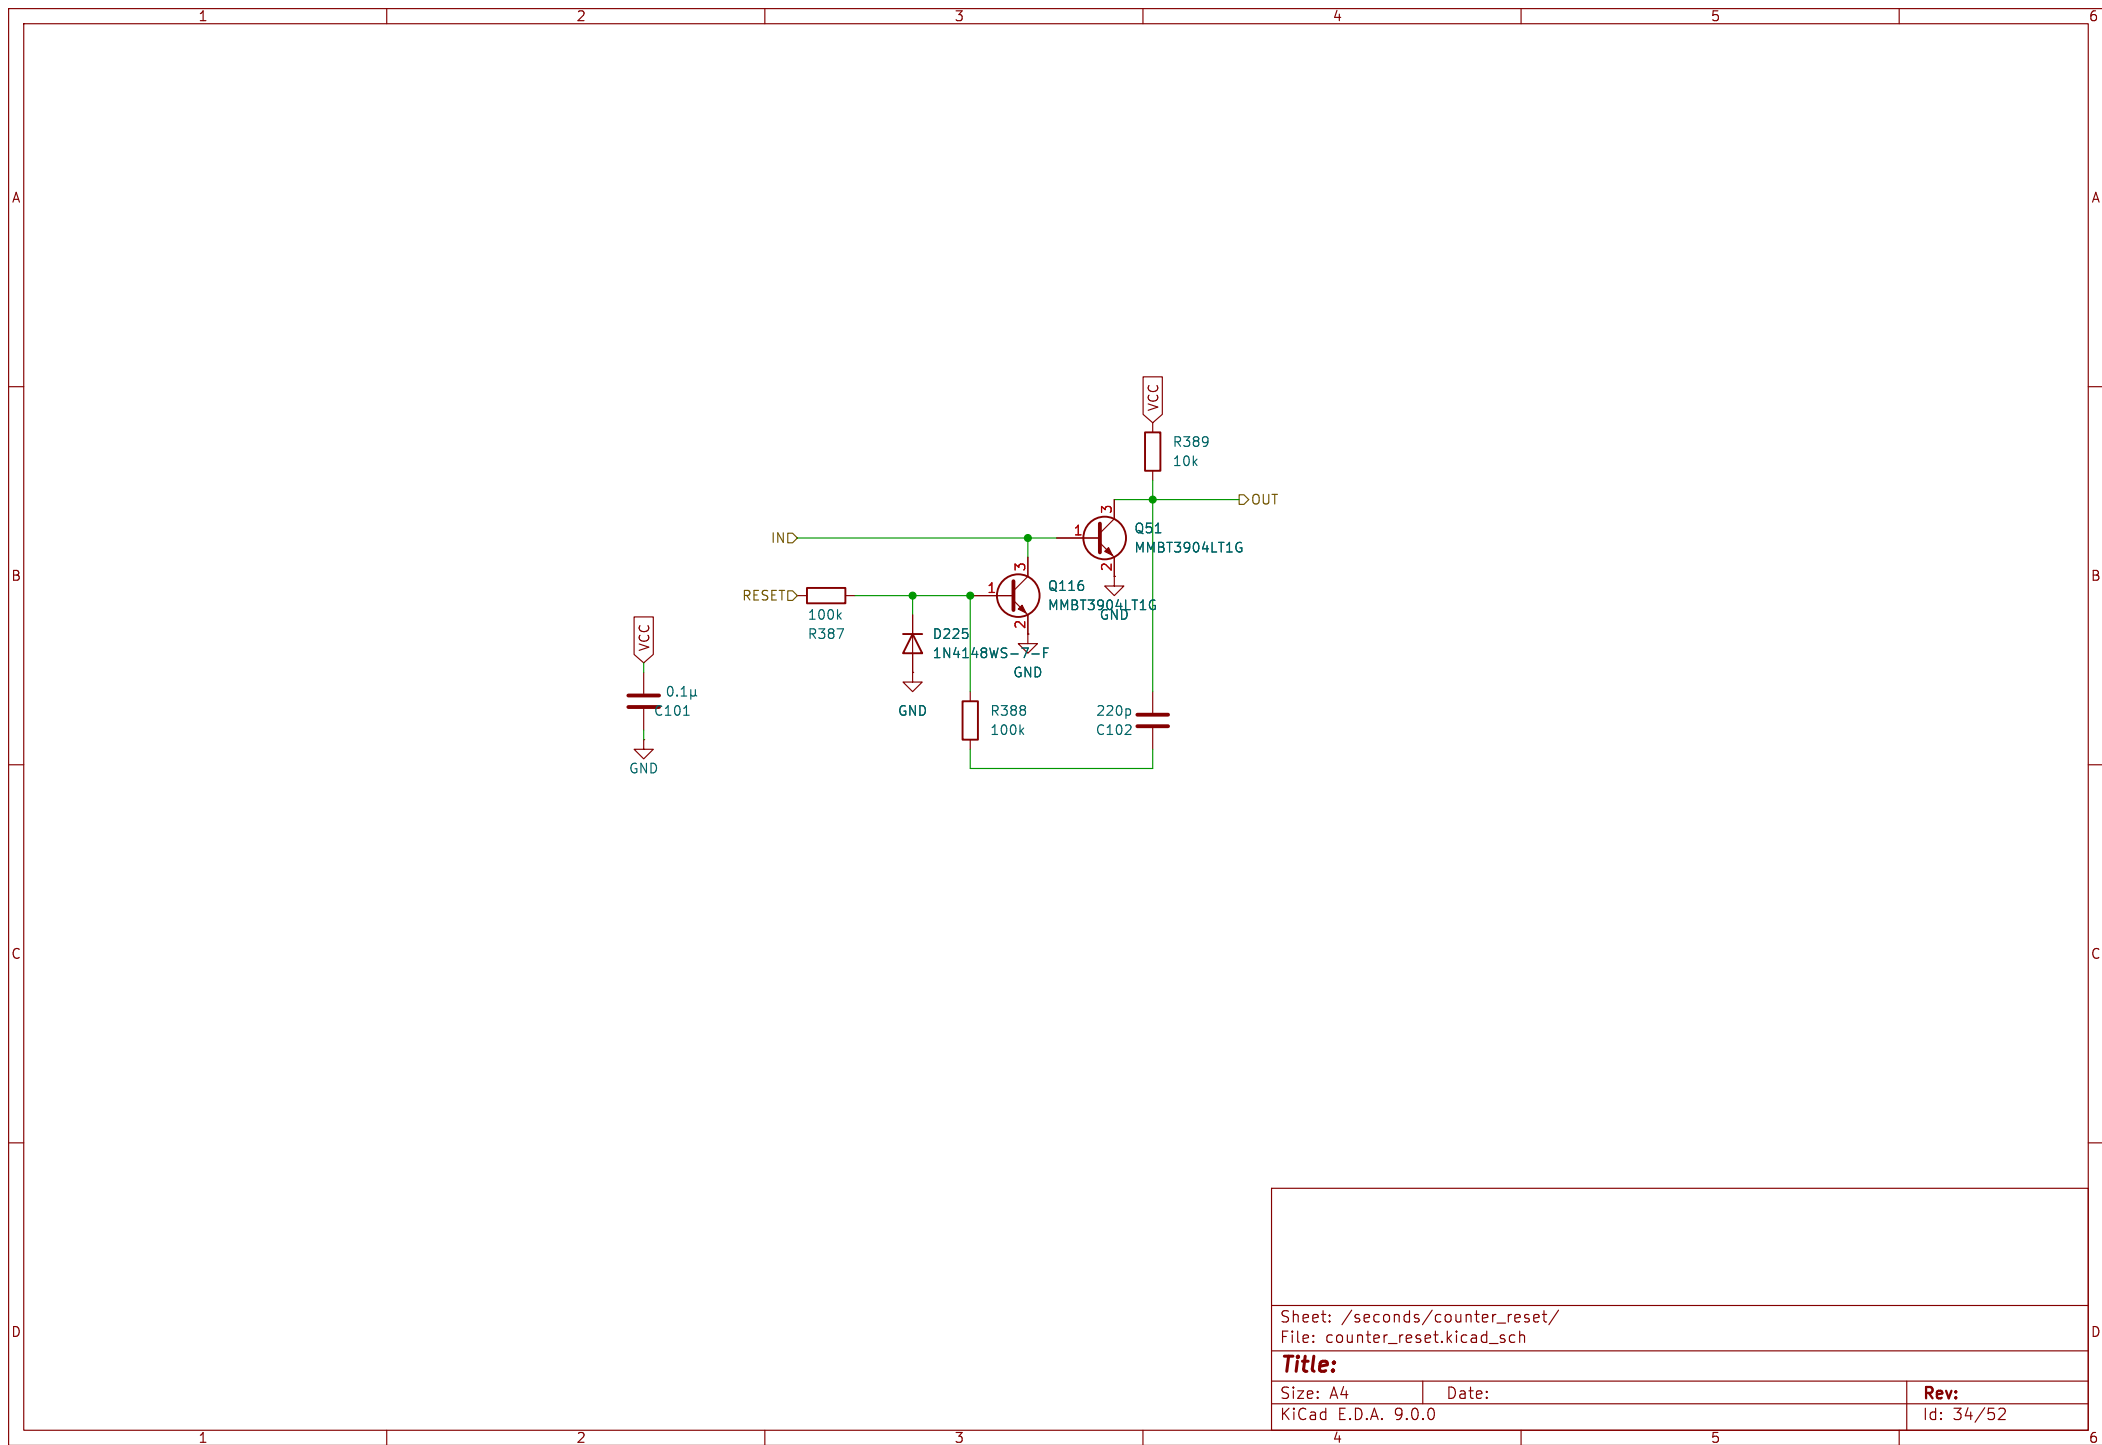 1 2 3 4 5 6
A A
VCC
R389
10k
3 OUT
Q51
IN 1
MMBT3904LT1G
3 2
B B
Q116
1
RESET MMBT3904LT1G
100k GND
2
R387
VCC
D225
1N4148WS-7-F
GND
0.1µ
C101
GND
R388
100k
220p
C102
GND
C C
Sheet: /seconds/counter_reset/
D D
File: counter_reset.kicad_sch
Title:
Size: A4 Date: Rev:
KiCad E.D.A. 9.0.0 Id: 34/52
1 2 3 4 5 6